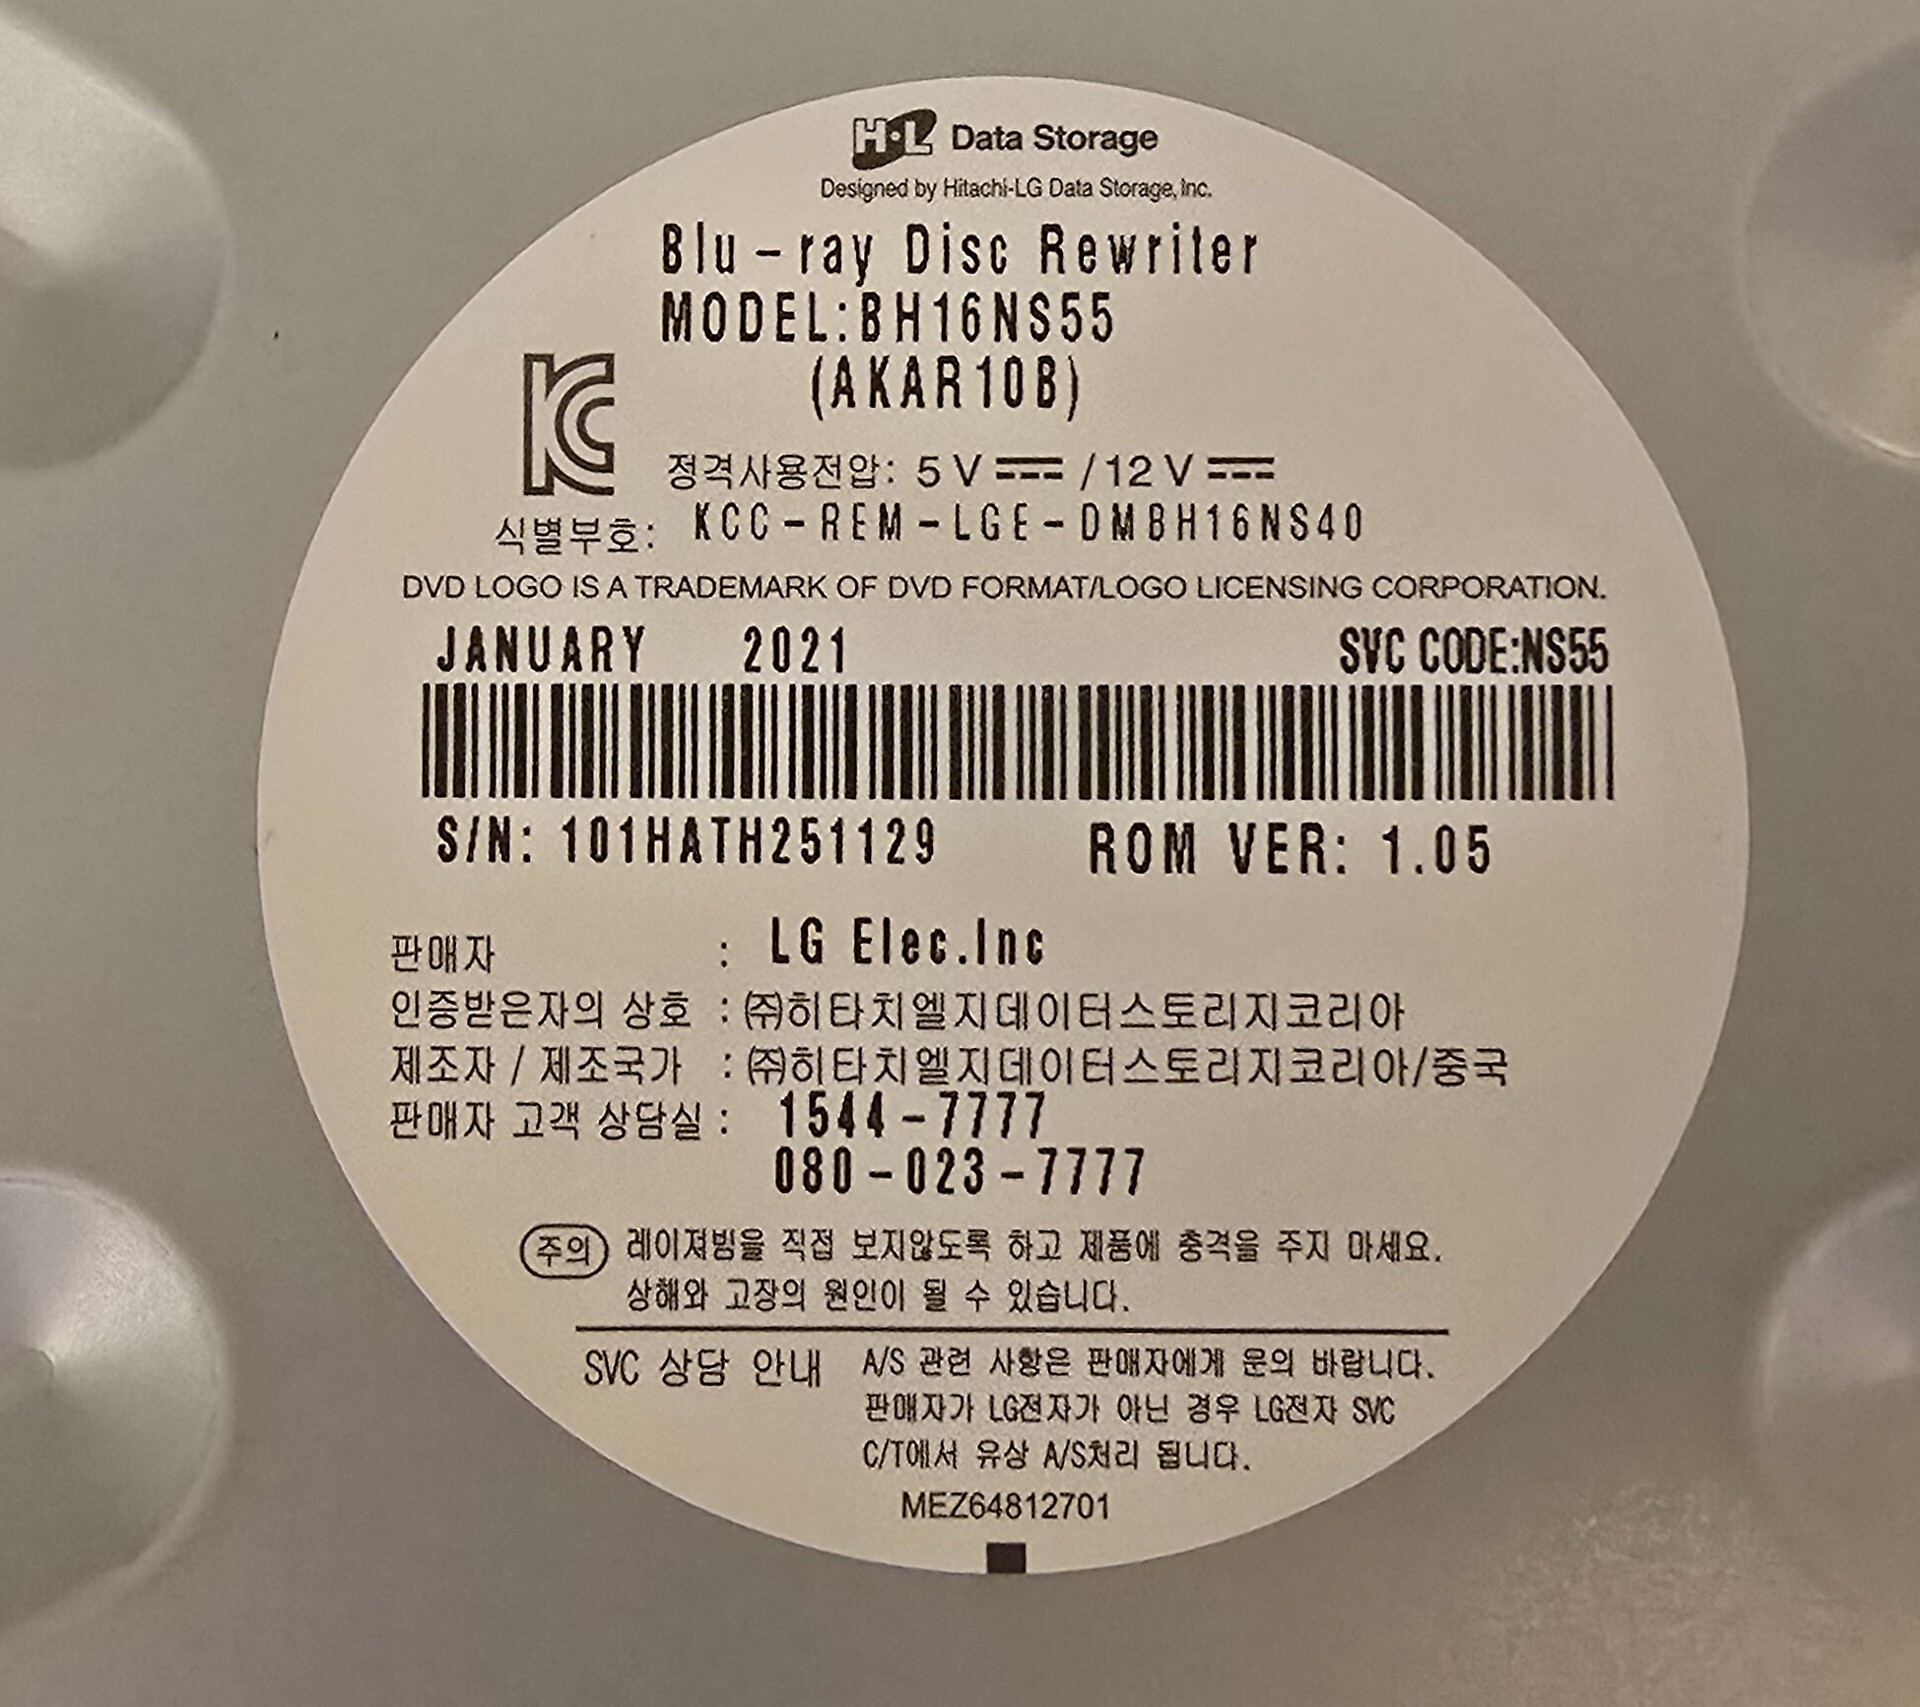 H·L Data Storage
Designed by Hitachi-LG Data Storage, Inc.
Blu-ray Disc Rewriter
MODEL:BH16NS55
(AKAR10B)
정격사용전압: 5 V / 12 V
식별부호: KCC-REM-LGE-DMBH16NS40
DVD LOGO IS A TRADEMARK OF DVD FORMAT/LOGO LICENSING CORPORATION.
JANUARY 2021 SVC CODE:NS55
S/N: 101HATH251129 ROM VER: 1.05
판매자 : LG Elec.Inc
인증받은자의 상호 : ㈜히타치엘지데이터스토리지코리아
제조자 / 제조국가 : ㈜히타치엘지데이터스토리지코리아/중국
판매자 고객 상담실 : 1544-7777
080-023-7777
주의 레이져빔을 직접 보지않도록 하고 제품에 충격을 주지 마세요.
상해와 고장의 원인이 될 수 있습니다.
SVC 상담 안내 A/S 관련 사항은 판매자에게 문의 바랍니다.
판매자가 LG전자가 아닌 경우 LG전자 SVC
C/T에서 유상 A/S처리 됩니다.
MEZ64812701